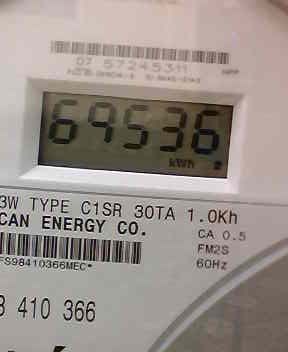 07 57245311
69536
kWh
3W TYPE C1SR 30TA 1.0Kh
CAN ENERGY CO.
CA 0.5
FM2S
60Hz
FS98410366MEC*
8 410 366